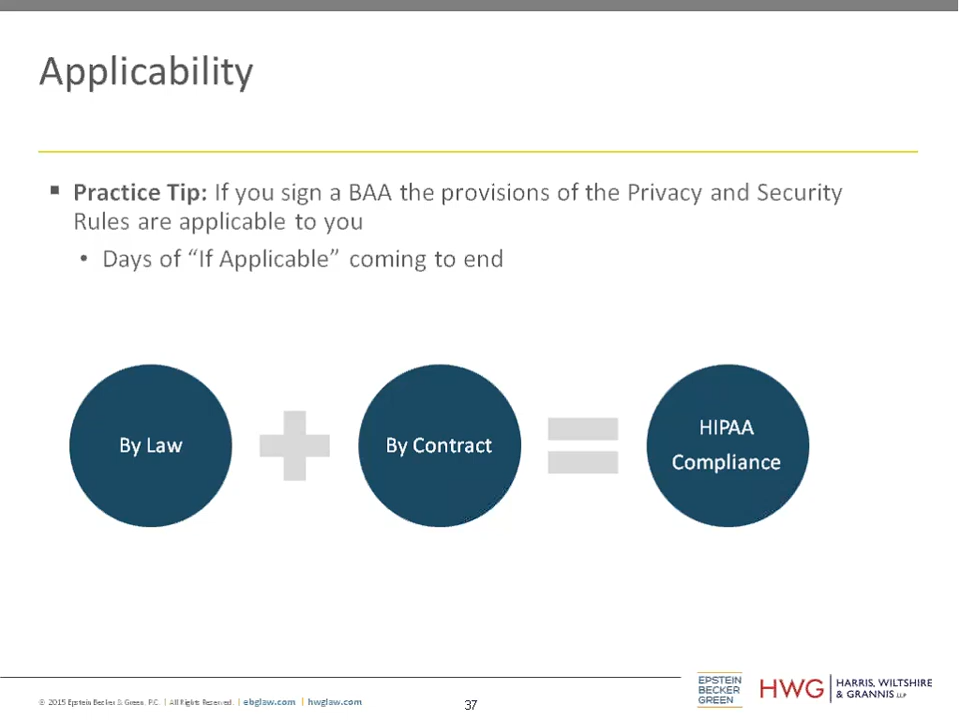 Applicability
▪ Practice Tip: If you sign a BAA the provisions of the Privacy and Security
Rules are applicable to you
• Days of “If Applicable” coming to end
By Law
By Contract
HIPAA
Compliance
© 2015 Epstein Becker & Green, P.C. | All Rights Reserved. | ebglaw.com | hwglaw.com
37
EPSTEIN
BECKER
GREEN
HWG
HARRIS, WILTSHIRE
& GRANNIS LLP